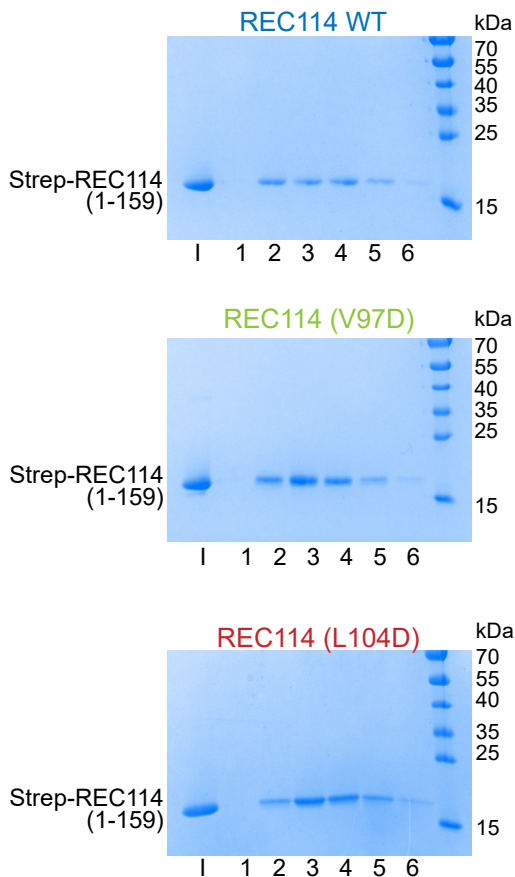 REC114 WT
kDa
70
55
40
35
25
Strep-REC114
(1-159)
15
I 1 2 3 4 5 6
REC114 (V97D)
kDa
70
55
40
35
25
Strep-REC114
(1-159)
15
I 1 2 3 4 5 6
REC114 (L104D)
kDa
70
55
40
35
25
Strep-REC114
(1-159)
15
I 1 2 3 4 5 6